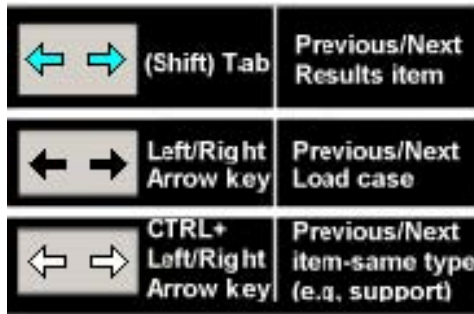 (Shift) Tab
Previous/Next
Results item
Left/Right
Arrow key
Previous/Next
Load case
CTRL+
Left/Right
Arrow key
Previous/Next
item-same type
(e.g, support)